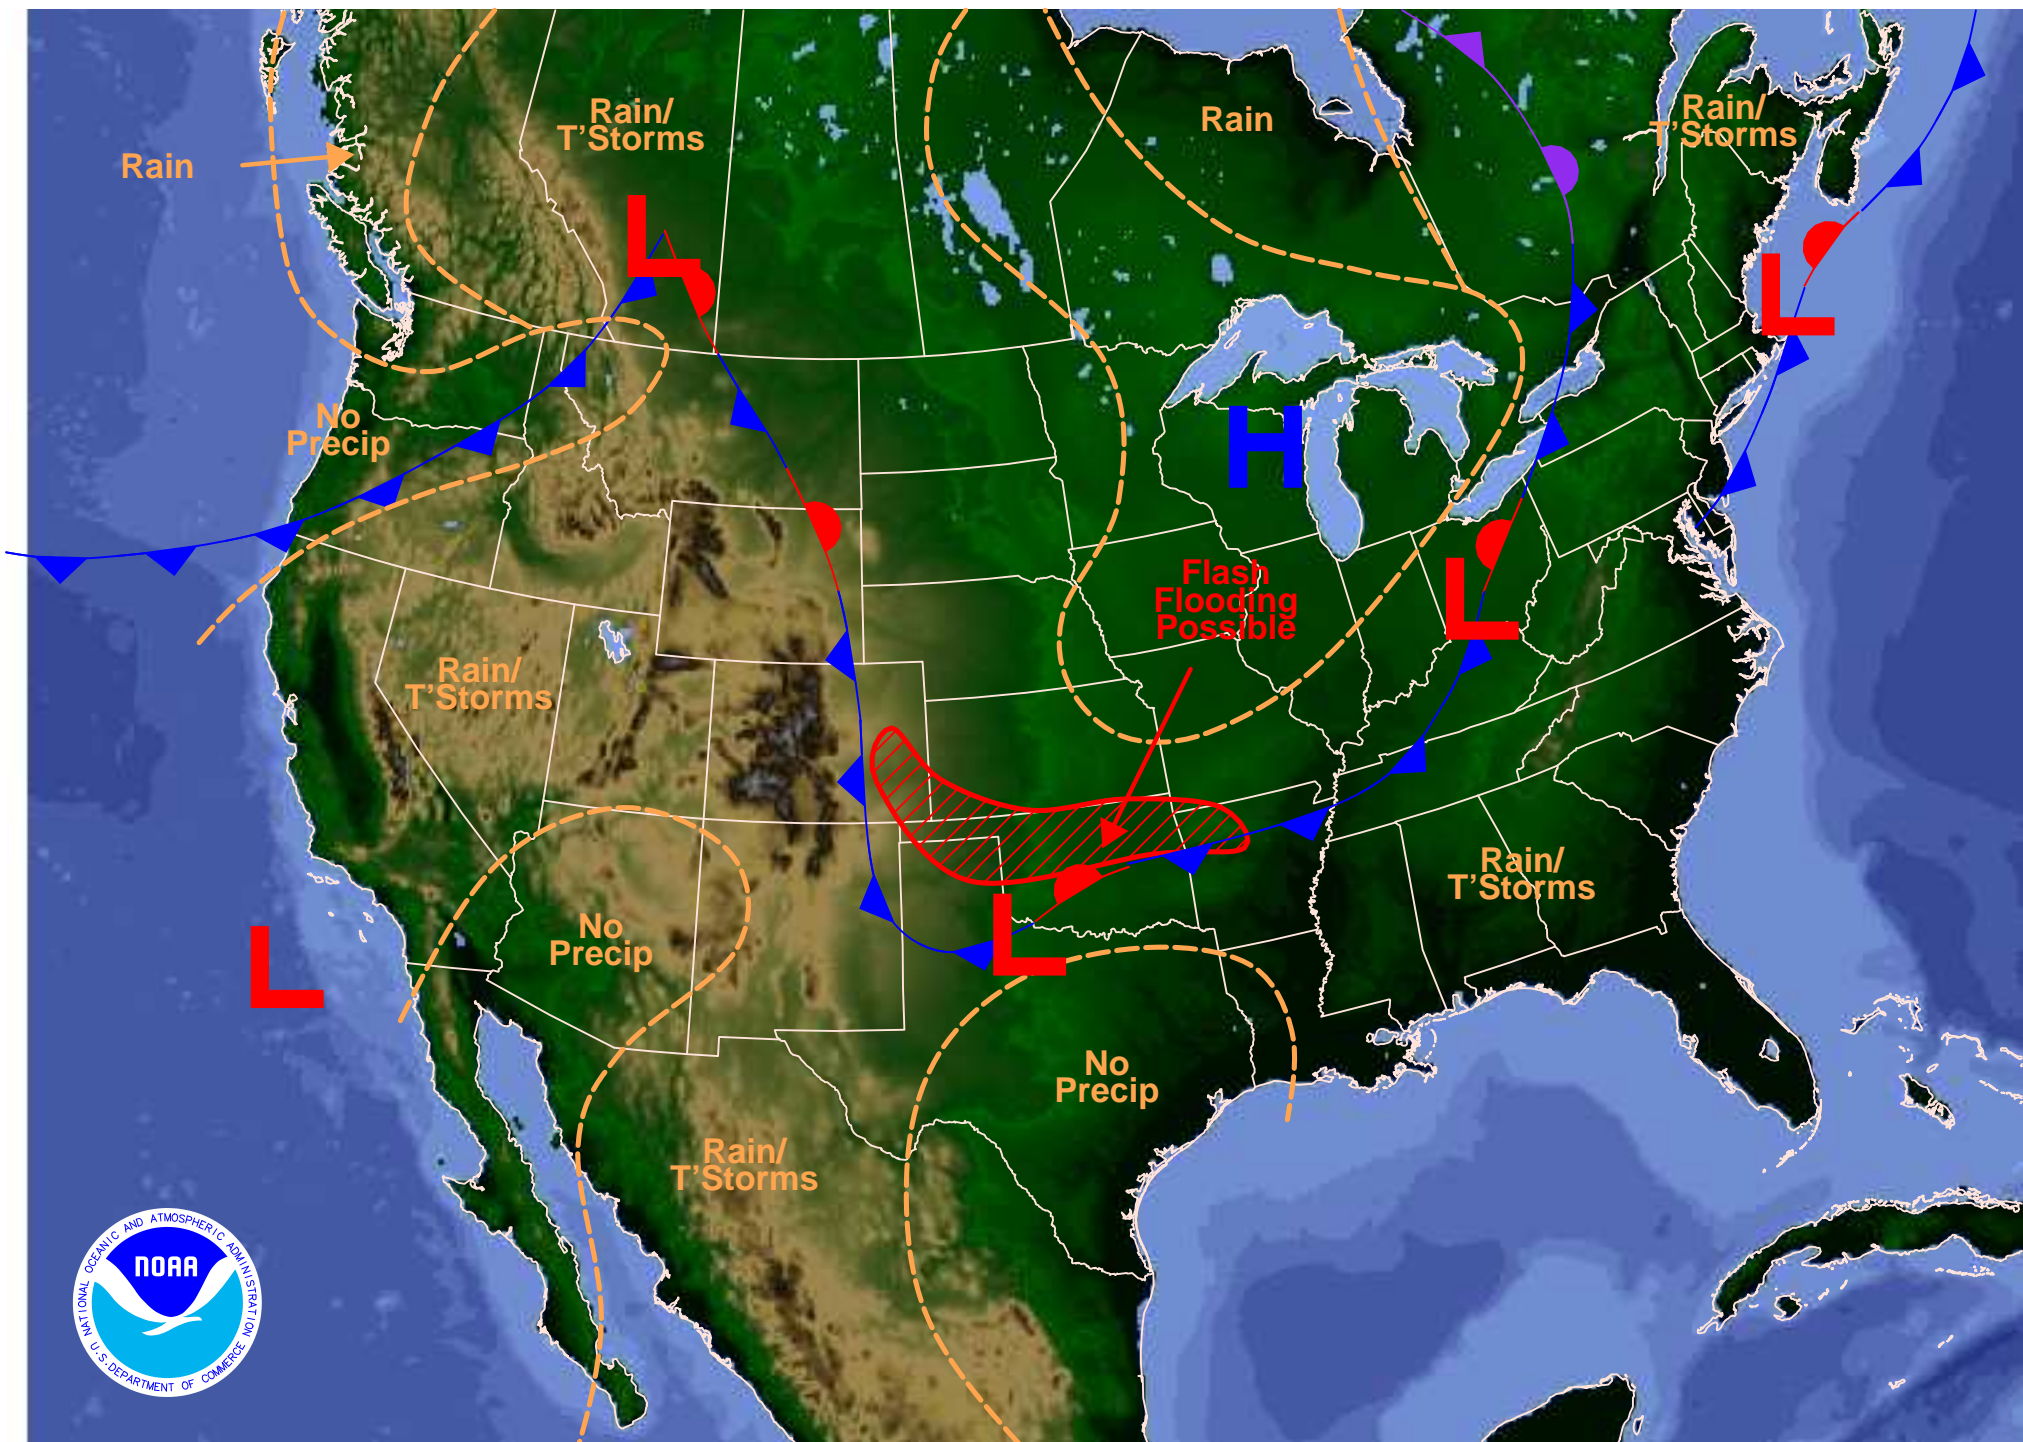 Rain/
T'Storms
Rain
Rain/
T'Storms
Rain
L
L
No
Precip
H
Flash
Flooding
Possible
L
Rain/
T'Storms
Rain/
T'Storms
L
No
Precip
L
No
Precip
Rain/
T'Storms
NATIONAL OCEANIC AND ATMOSPHERIC ADMINISTRATION
NOAA
U.S. DEPARTMENT OF COMMERCE